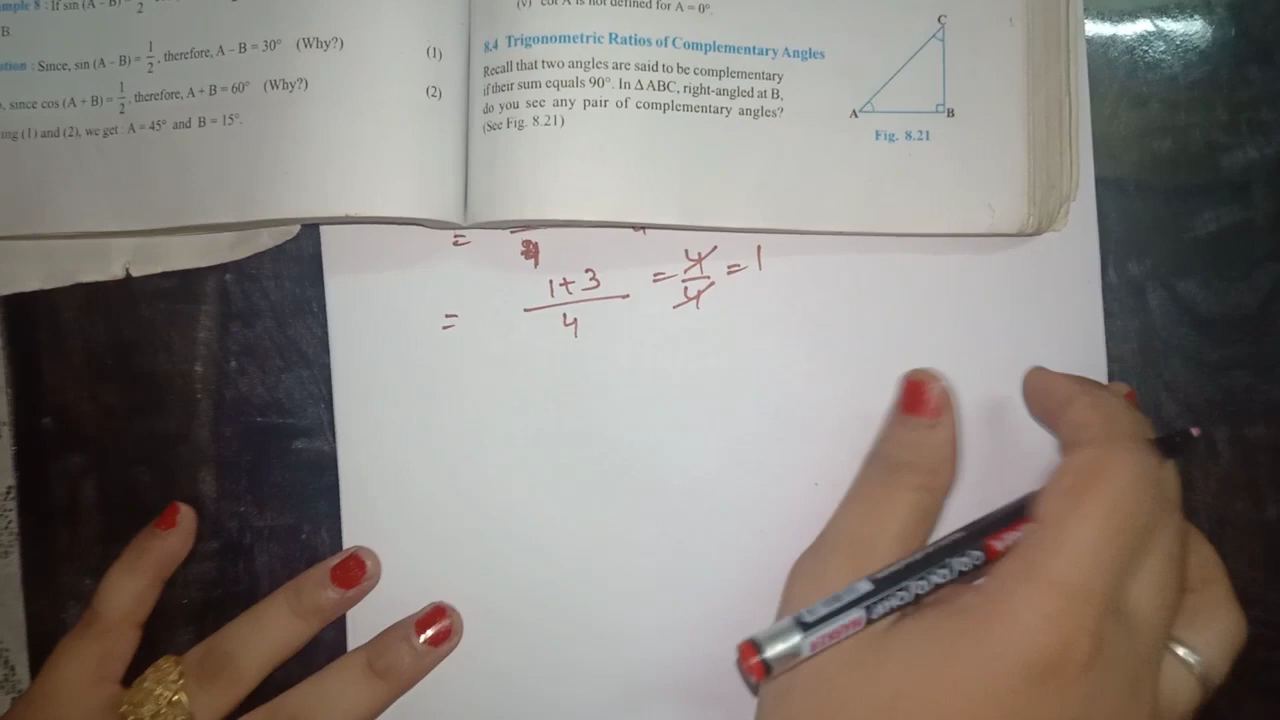 mple 8 : If sin (A – B) = 2
B.
tion : Since, sin (A – B) = 1/2, therefore, A – B = 30° (Why?) (1)
, since cos (A + B) = 1/2, therefore, A + B = 60° (Why?) (2)
ing (1) and (2), we get : A = 45° and B = 15°.
(v) cot A is not defined for A = 0°.
8.4 Trigonometric Ratios of Complementary Angles
Recall that two angles are said to be complementary
if their sum equals 90°. In Δ ABC, right-angled at B,
do you see any pair of complementary angles?
(See Fig. 8.21)
C
A
B
Fig. 8.21
=
= 1+3/4 = 4/4 = 1